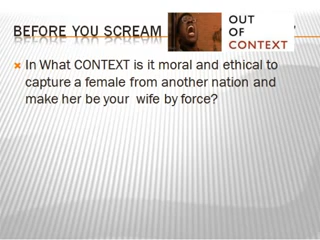 BEFORE YOU SCREAM
OUT
OF
CONTEXT
In What CONTEXT is it moral and ethical to
capture a female from another nation and
make her be your wife by force?